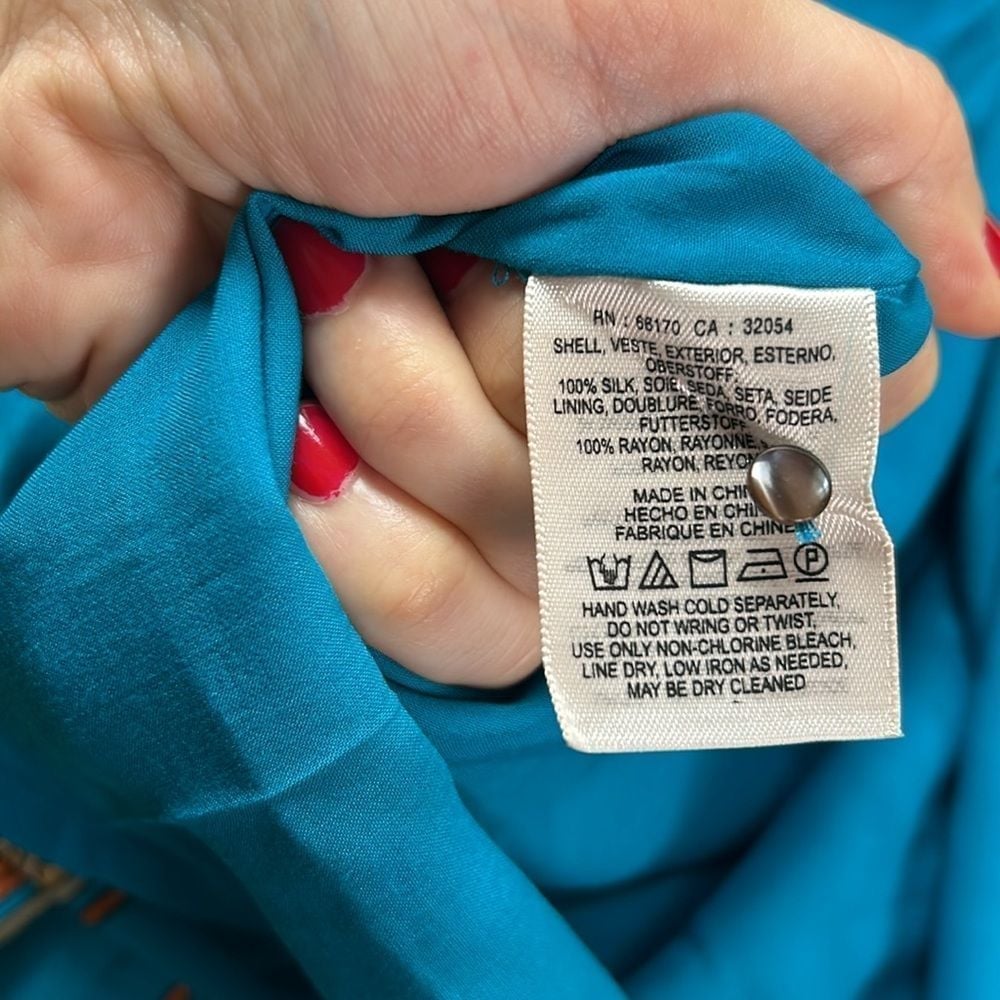 RN : 66170 CA : 32054
SHELL, VESTE, EXTERIOR, ESTERNO,
OBERSTOFF,
100% SILK, SOIE, SEDA, SETA, SEIDE
LINING, DOUBLURE, FORRO, FODERA,
FUTTERSTOFF
100% RAYON, RAYONNE,
RAYON,
MADE IN
HECHO EN
FABRIQUE EN CHINE
P
HAND WASH COLD SEPARATELY,
DO NOT WRING OR TWIST,
USE ONLY NON-CHLORINE BLEACH,
LINE DRY, LOW IRON AS NEEDED,
MAY BE DRY CLEANED